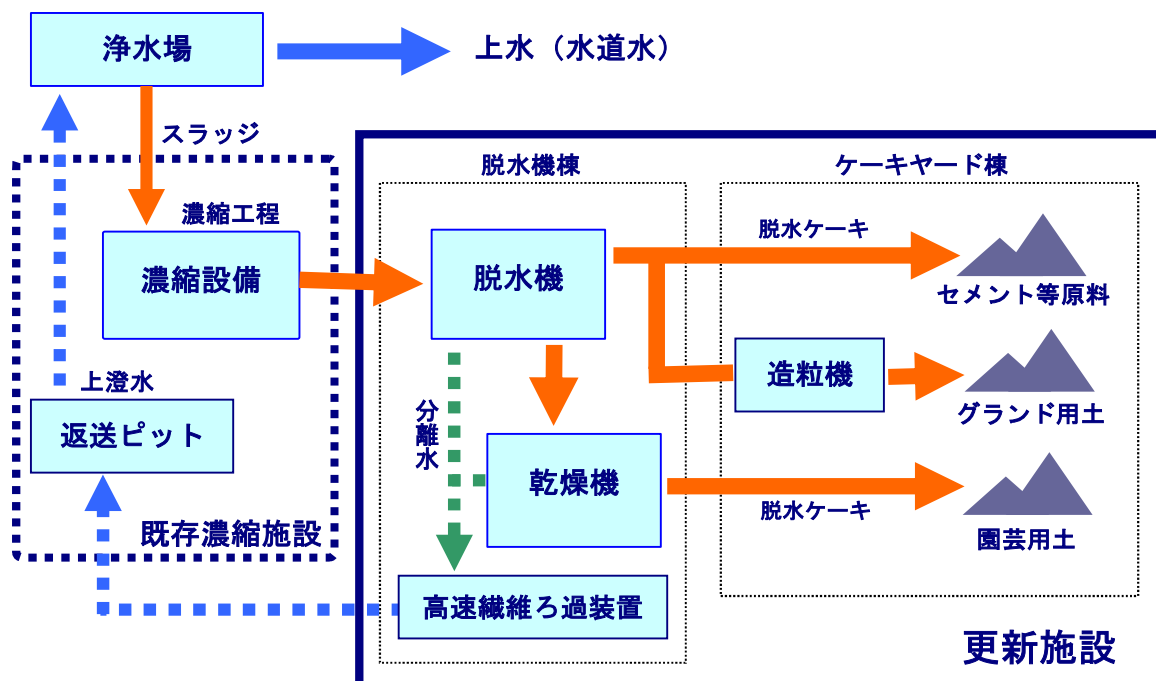 浄水場
上水（水道水）
スラッジ
脱水機棟
ケーキヤード棟
濃縮工程
濃縮設備
脱水機
脱水ケーキ
セメント等原料
造粒機
グランド用土
上澄水
返送ピット
分離水
乾燥機
脱水ケーキ
園芸用土
既存濃縮施設
高速繊維ろ過装置
更新施設